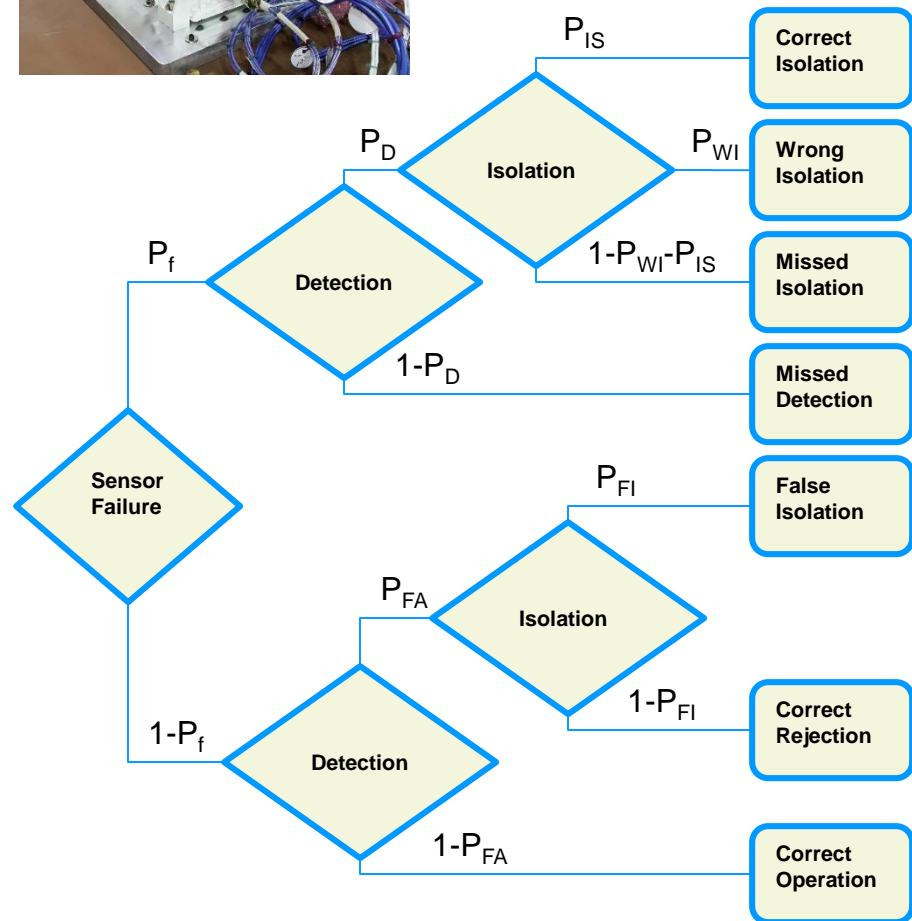 P_IS
Correct
Isolation
P_D
Isolation
P_WI
Wrong
Isolation
P_f
Detection
1-P_WI-P_IS
Missed
Isolation
1-P_D
Missed
Detection
Sensor
Failure
P_FI
False
Isolation
P_FA
Isolation
1-P_f
Detection
1-P_FI
Correct
Rejection
1-P_FA
Correct
Operation